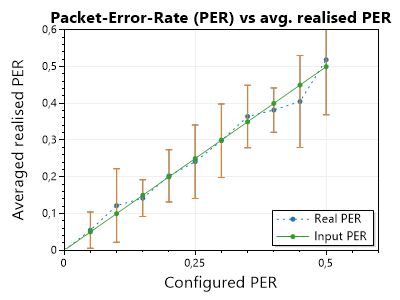 Packet-Error-Rate (PER) vs avg. realised PER
0,6
0,5
0,4
0,3
0,2
0,1
0
Averaged realised PER
0
0,25
0,5
Configured PER
Real PER
Input PER